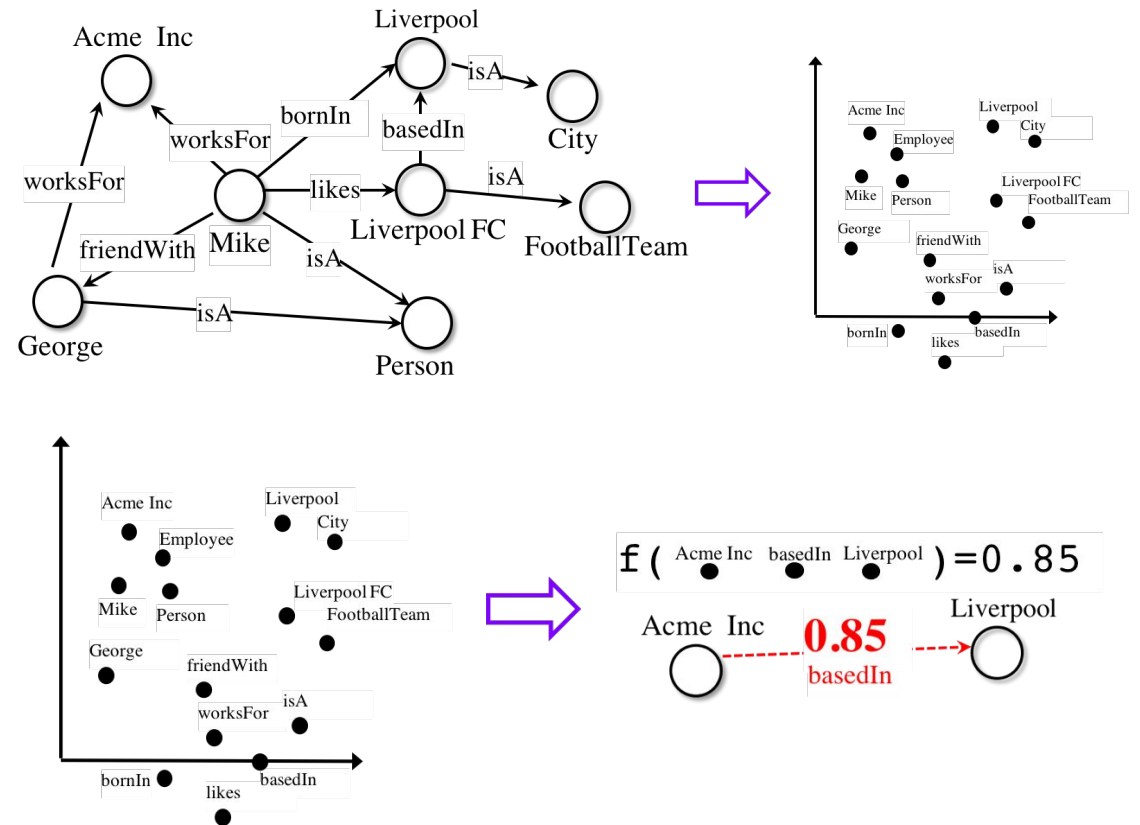 Liverpool
Acme Inc
isA
bornIn
basedIn
City
worksFor
worksFor
likes
isA
Liverpool FC
FootballTeam
Mike
friendWith
isA
isA
George
Person
Acme Inc
Liverpool
City
Employee
Mike
Person
Liverpool FC
FootballTeam
George
friendWith
isA
worksFor
bornIn
basedIn
likes
Acme Inc
Liverpool
City
Employee
Liverpool FC
FootballTeam
Mike
Person
George
friendWith
isA
worksFor
bornIn
basedIn
likes
f( Acme Inc basedIn Liverpool )=0.85
Acme Inc
0.85
basedIn
Liverpool